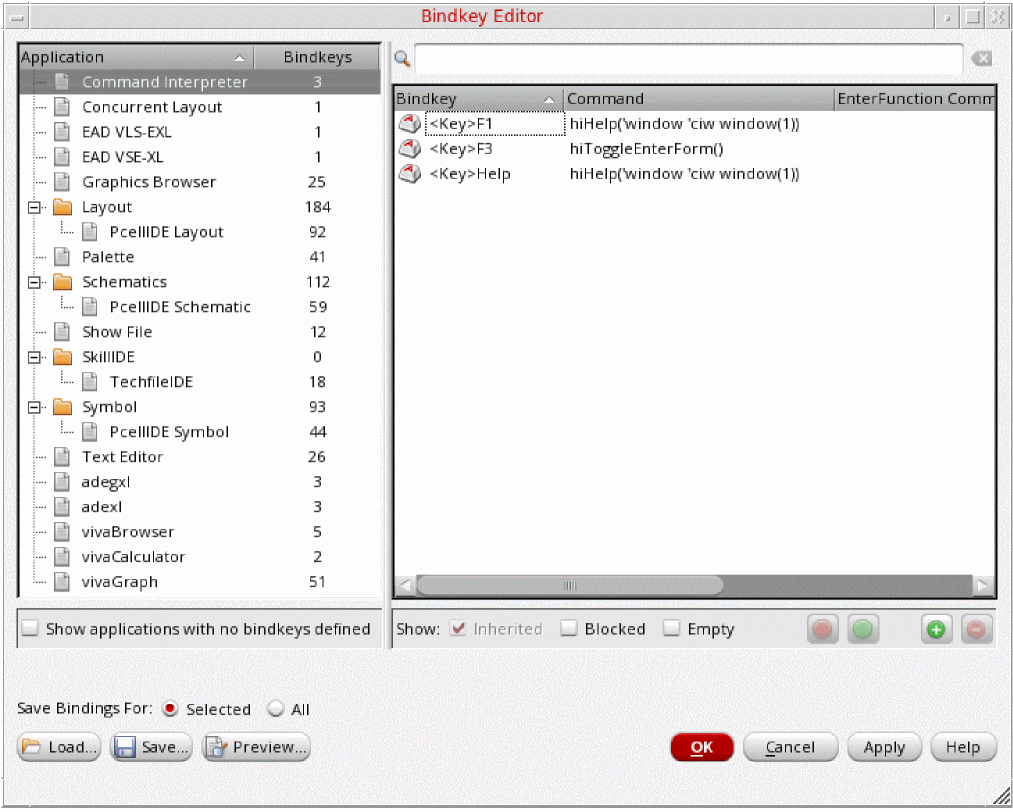 Bindkey Editor
Application Bindkeys
Command Interpreter 3
Concurrent Layout 1
EAD VLS-EXL 1
EAD VSE-XL 1
Graphics Browser 25
Layout 184
PcellIDE Layout 92
Palette 41
Schematics 112
PcellIDE Schematic 59
Show File 12
SkillIDE 0
TechfileIDE 18
Symbol 93
PcellIDE Symbol 44
Text Editor 26
adegxl 3
adexl 3
vivaBrowser 5
vivaCalculator 2
vivaGraph 51
Show applications with no bindkeys defined
Bindkey Command EnterFunction Comm
<Key>F1 hiHelp('window 'ciw window(1))
<Key>F3 hiToggleEnterForm()
<Key>Help hiHelp('window 'ciw window(1))
Show: Inherited Blocked Empty
Save Bindings For: Selected All
Load... Save... Preview... OK Cancel Apply Help